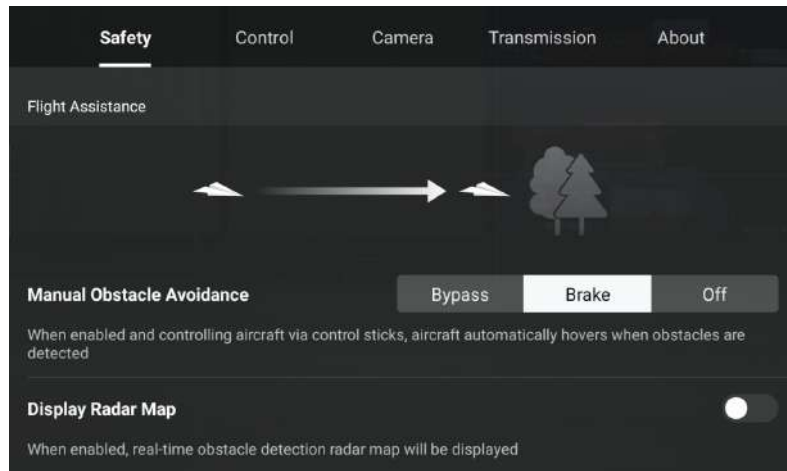 Safety Control Camera Transmission About
Flight Assistance
Manual Obstacle Avoidance Bypass Brake Off
When enabled and controlling aircraft via control sticks, aircraft automatically hovers when obstacles are
detected
Display Radar Map
When enabled, real-time obstacle detection radar map will be displayed